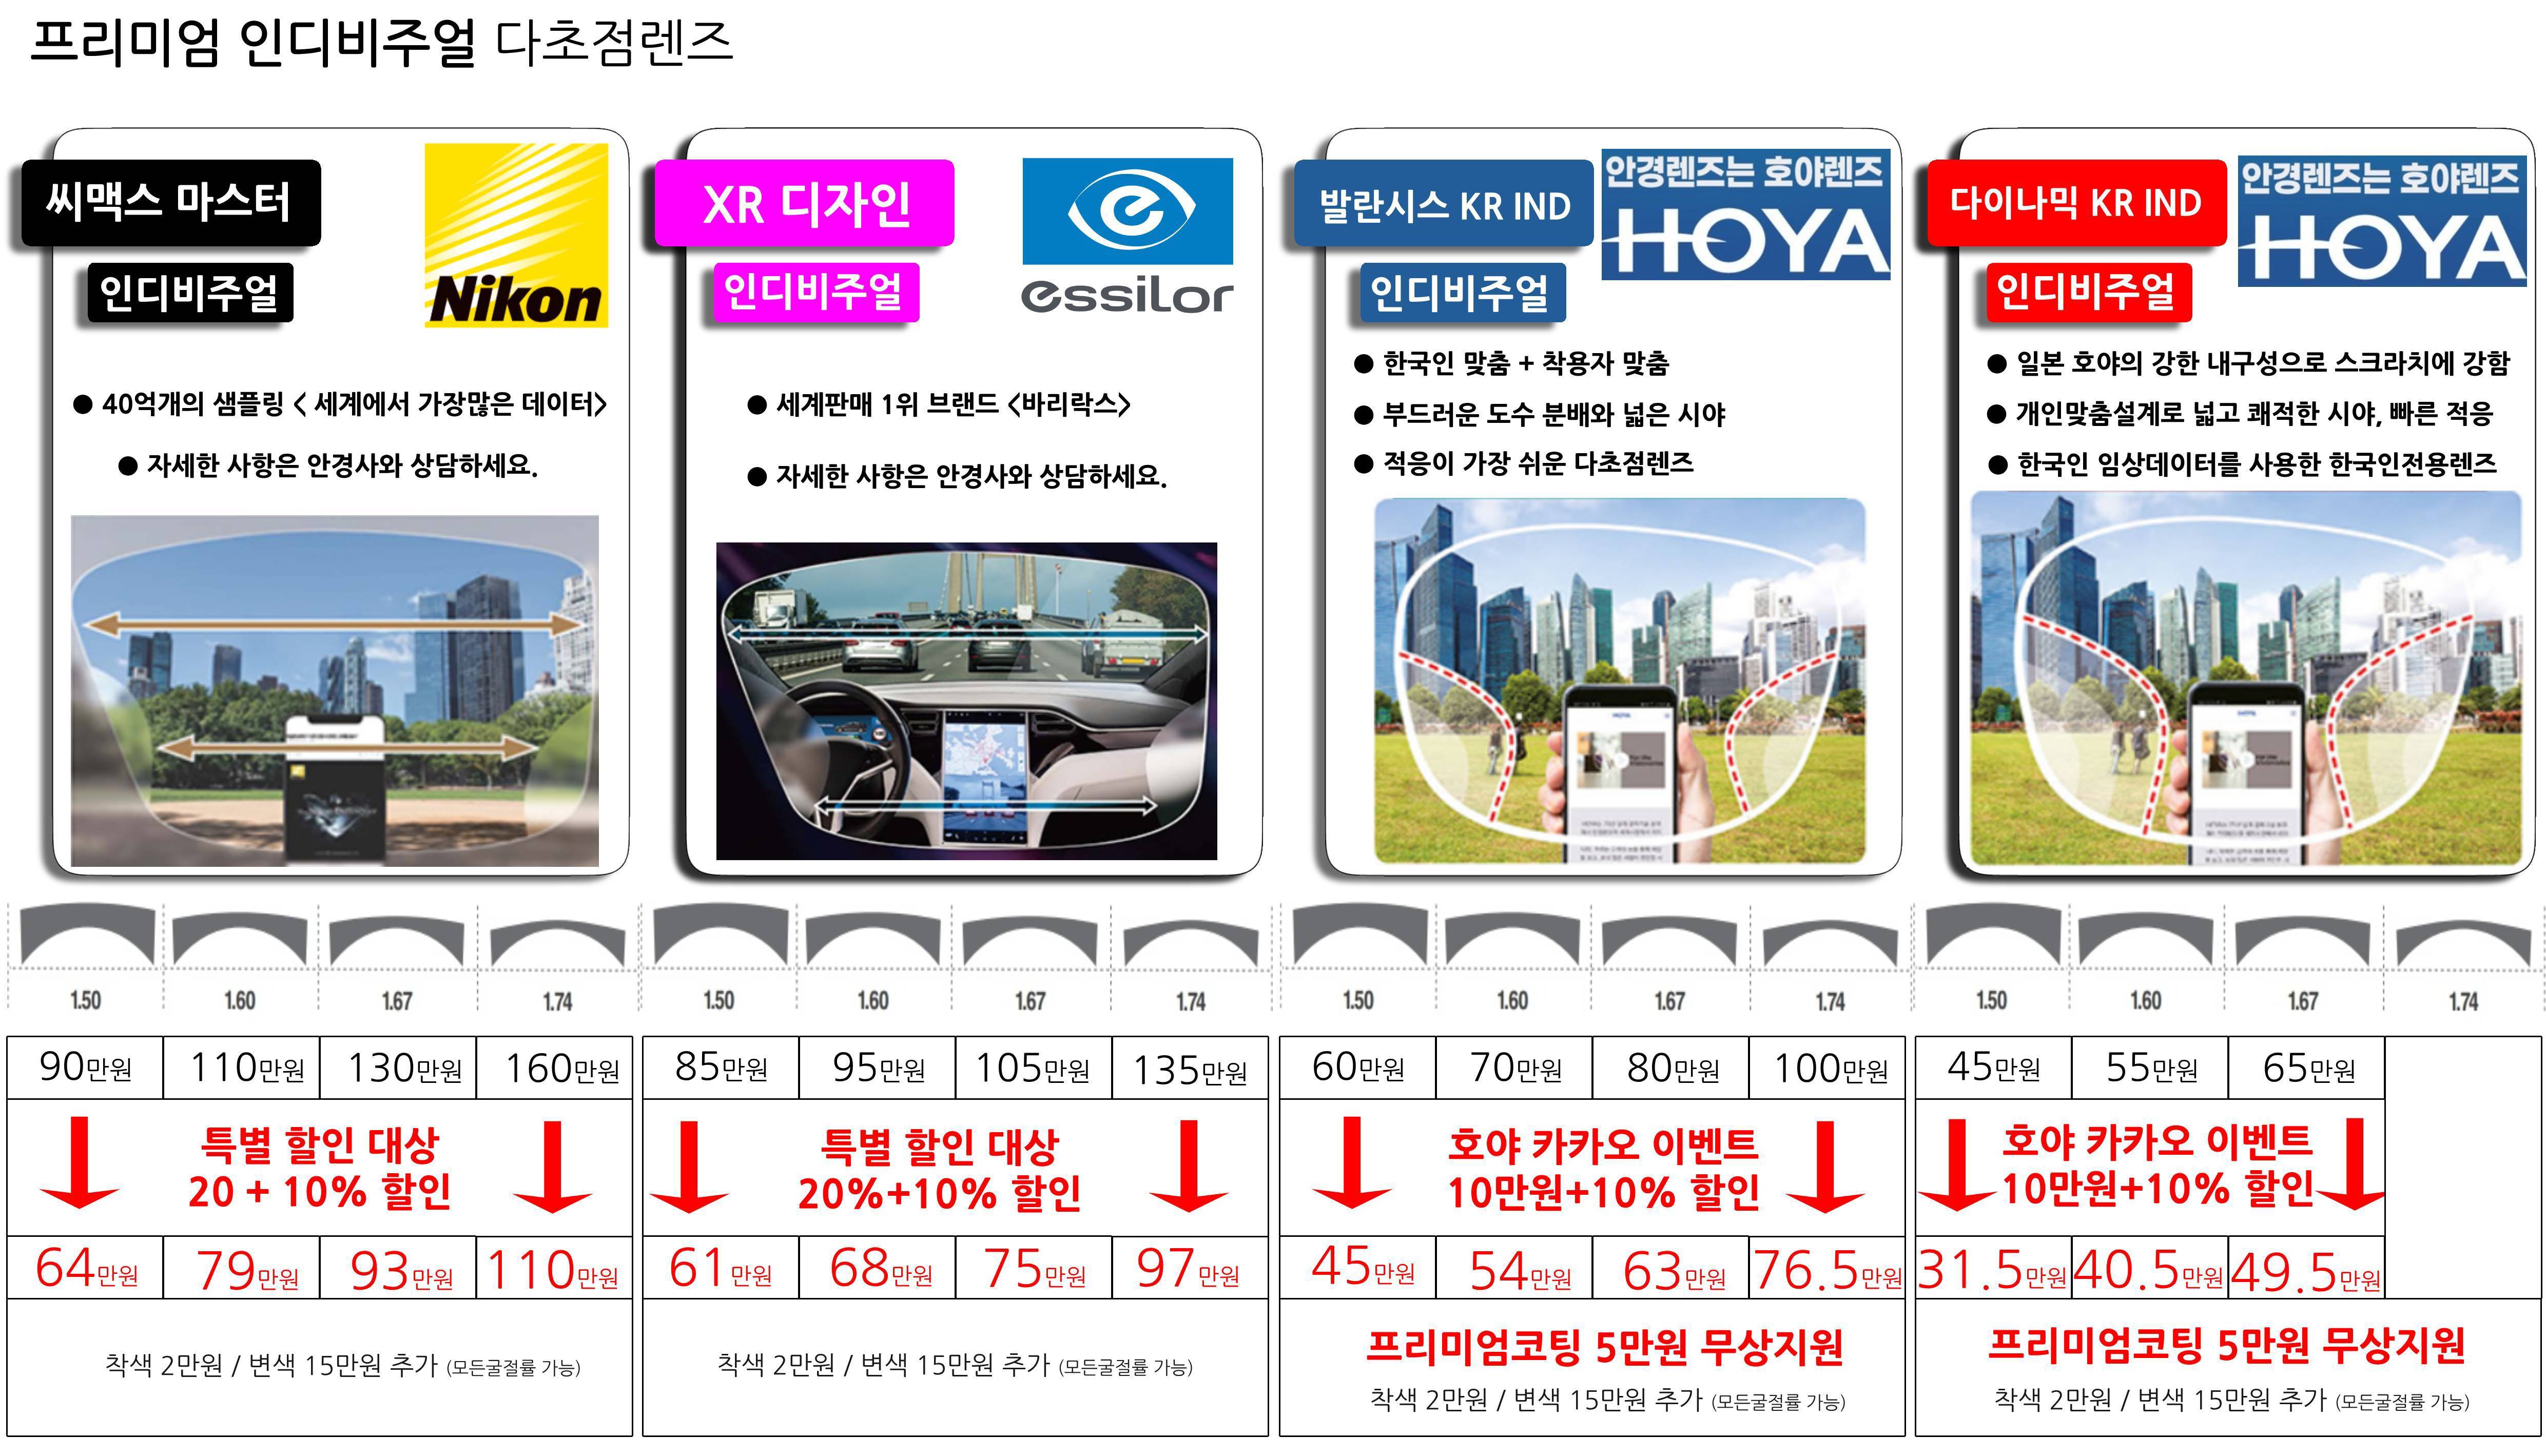 프리미엄 인디비주얼 다초점렌즈
씨맥스 마스터
인디비주얼
Nikon
● 40억개의 샘플링 < 세계에서 가장많은 데이터>
● 자세한 사항은 안경사와 상담하세요.
XR 디자인
인디비주얼
essilor
● 세계판매 1위 브랜드 <바리락스>
● 자세한 사항은 안경사와 상담하세요.
발란시스 KR IND
인디비주얼
안경렌즈는 호야렌즈
HOYA
● 한국인 맞춤 + 착용자 맞춤
● 부드러운 도수 분배와 넓은 시야
● 적응이 가장 쉬운 다초점렌즈
다이나믹 KR IND
인디비주얼
안경렌즈는 호야렌즈
HOYA
● 일본 호야의 강한 내구성으로 스크라치에 강함
● 개인맞춤설계로 넓고 쾌적한 시야, 빠른 적응
● 한국인 임상데이터를 사용한 한국인전용렌즈
1.50 1.60 1.67 1.74
90만원 110만원 130만원 160만원
특별 할인 대상
20 + 10% 할인
64만원 79만원 93만원 110만원
착색 2만원 / 변색 15만원 추가 (모든굴절률 가능)
1.50 1.60 1.67 1.74
85만원 95만원 105만원 135만원
특별 할인 대상
20%+10% 할인
61만원 68만원 75만원 97만원
착색 2만원 / 변색 15만원 추가 (모든굴절률 가능)
1.50 1.60 1.67 1.74
60만원 70만원 80만원 100만원
호야 카카오 이벤트
10만원+10% 할인
45만원 54만원 63만원 76.5만원
프리미엄코팅 5만원 무상지원
착색 2만원 / 변색 15만원 추가 (모든굴절률 가능)
1.50 1.60 1.67 1.74
45만원 55만원 65만원
호야 카카오 이벤트
10만원+10% 할인
31.5만원 40.5만원 49.5만원
프리미엄코팅 5만원 무상지원
착색 2만원 / 변색 15만원 추가 (모든굴절률 가능)